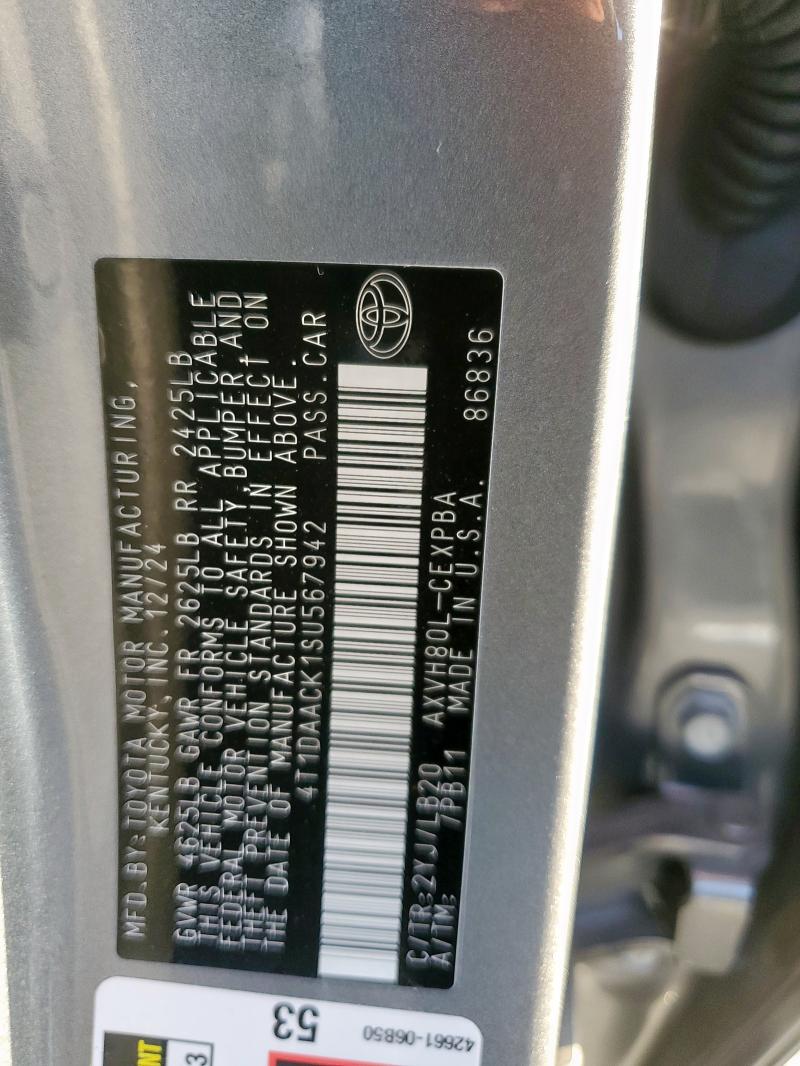 MFD.BY: TOYOTA MOTOR MANUFACTURING,
KENTUCKY, INC. 12/24
GVWR 4625LB GAWR FR 2625LB RR 2425LB
THIS VEHICLE CONFORMS TO ALL APPLICABLE
FEDERAL MOTOR VEHICLE SAFETY,BUMPER AND
THEFT PREVENTION STANDARDS IN EFFECT ON
THE DATE OF MANUFACTURE SHOWN ABOVE.
4T1DAACK1SU567942 PASS.CAR
C/TR:2YJ/LB20 AXVH80L-CEXPBA
A/TM: 7PB11 MADE IN U.S.A. 86836
53
42661-06B50
3